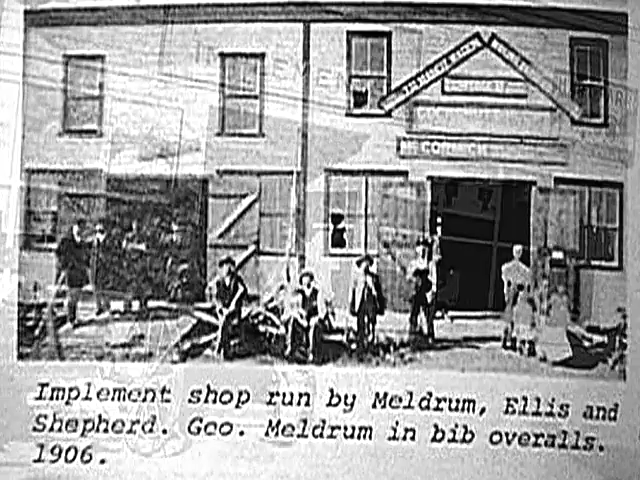 McCORMICK
Implement shop run by Meldrum, Ellis and
Shepherd. Geo. Meldrum in bib overalls.
1906.